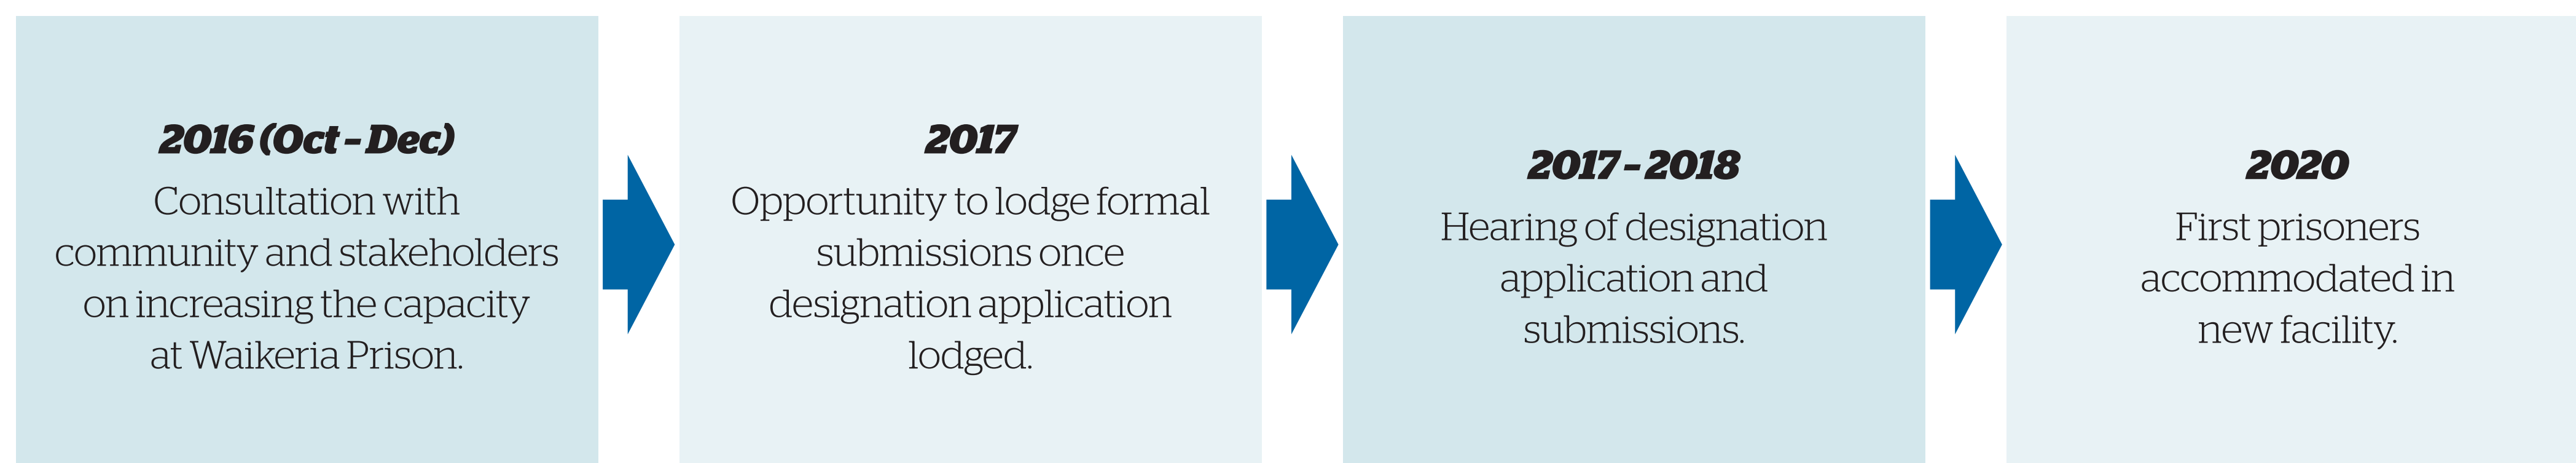 2016 (Oct – Dec)
Consultation with
community and stakeholders
on increasing the capacity
at Waikeria Prison.
2017
Opportunity to lodge formal
submissions once
designation application
lodged.
2017 – 2018
Hearing of designation
application and
submissions.
2020
First prisoners
accommodated in
new facility.